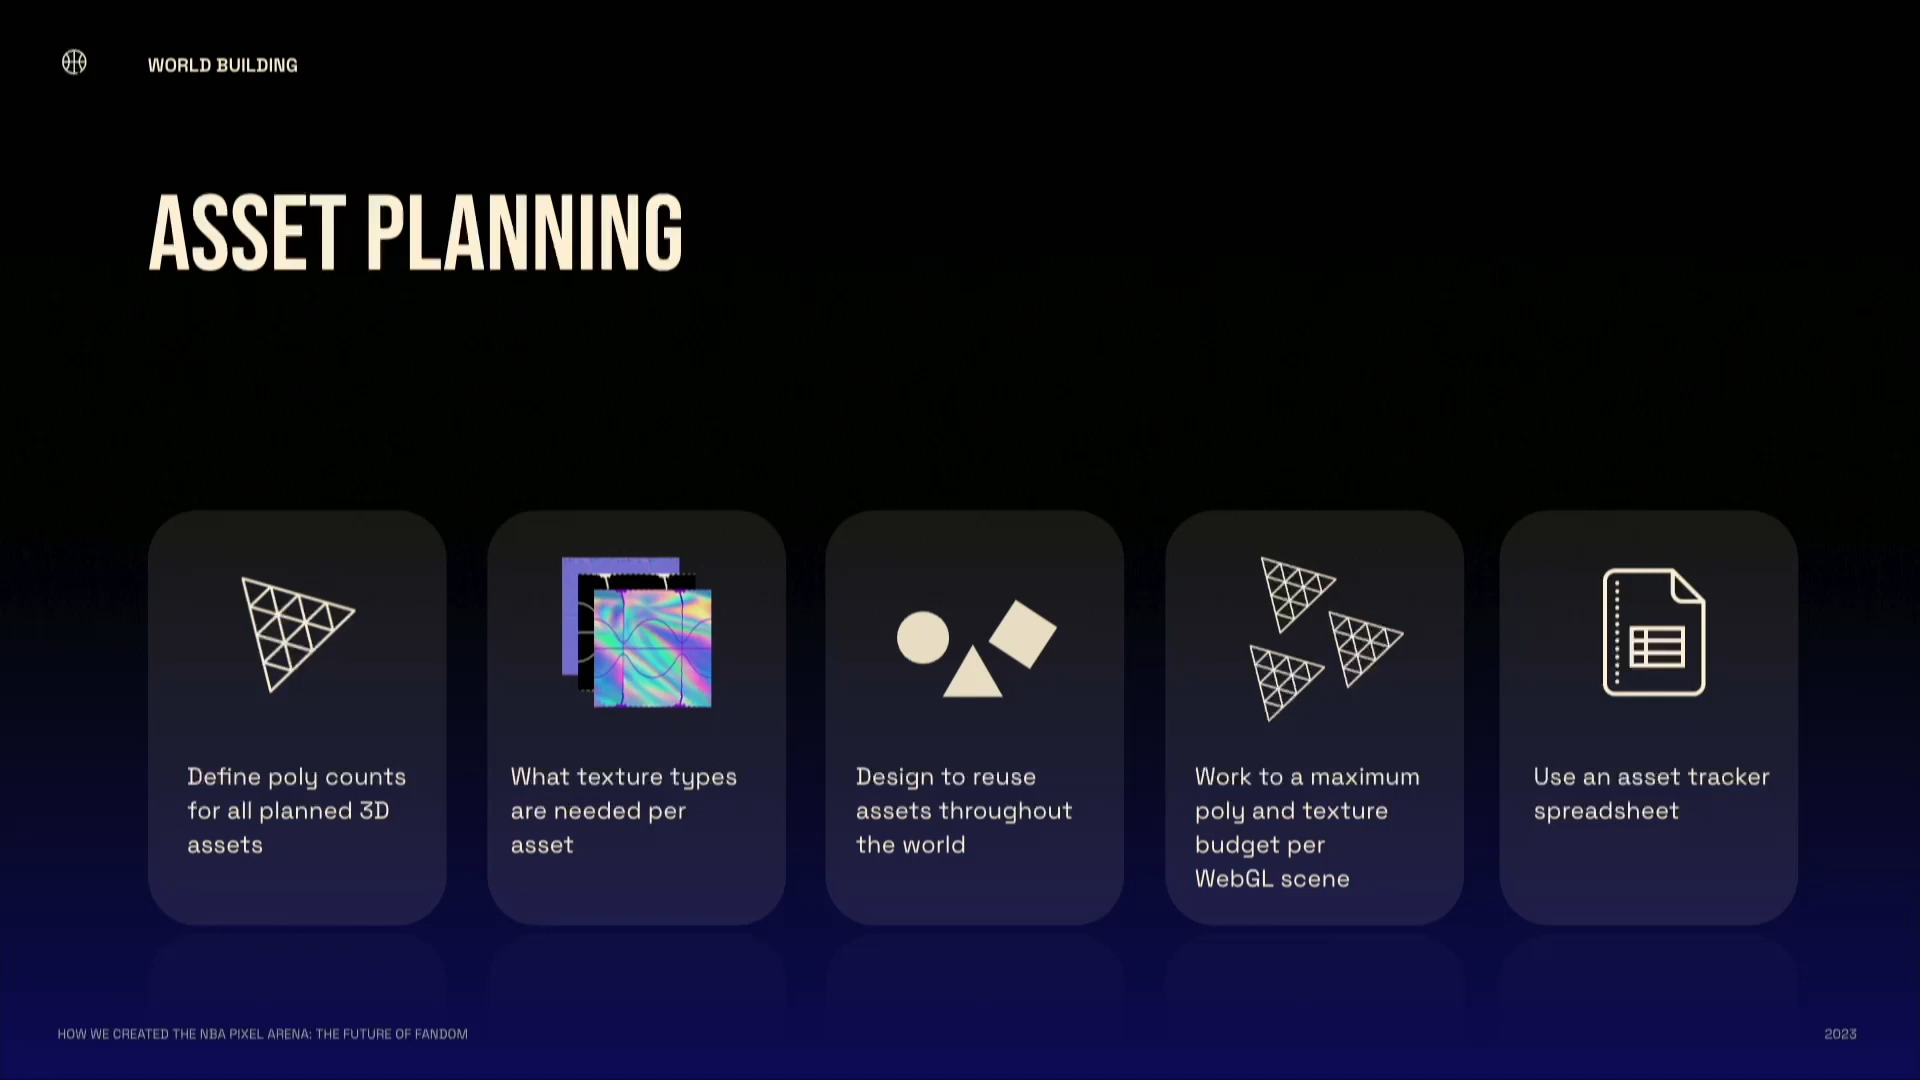 WORLD BUILDING
ASSET PLANNING
Define poly counts
for all planned 3D
assets
What texture types
are needed per
asset
Design to reuse
assets throughout
the world
Work to a maximum
poly and texture
budget per
WebGL scene
Use an asset tracker
spreadsheet
HOW WE CREATED THE NBA PIXEL ARENA: THE FUTURE OF FANDOM
2023